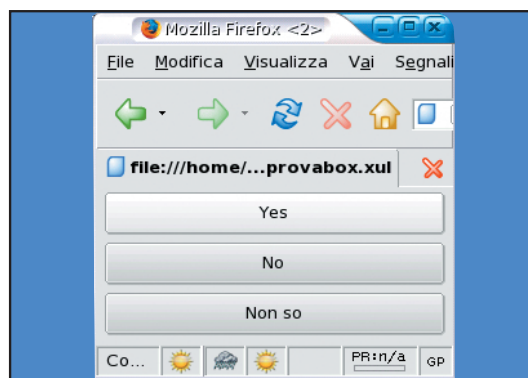 Mozilla Firefox <2>
File Modifica Visualizza Vai Segnali
file:///home/...provabox.xul
Yes
No
Non so
Co... PR:n/a GP